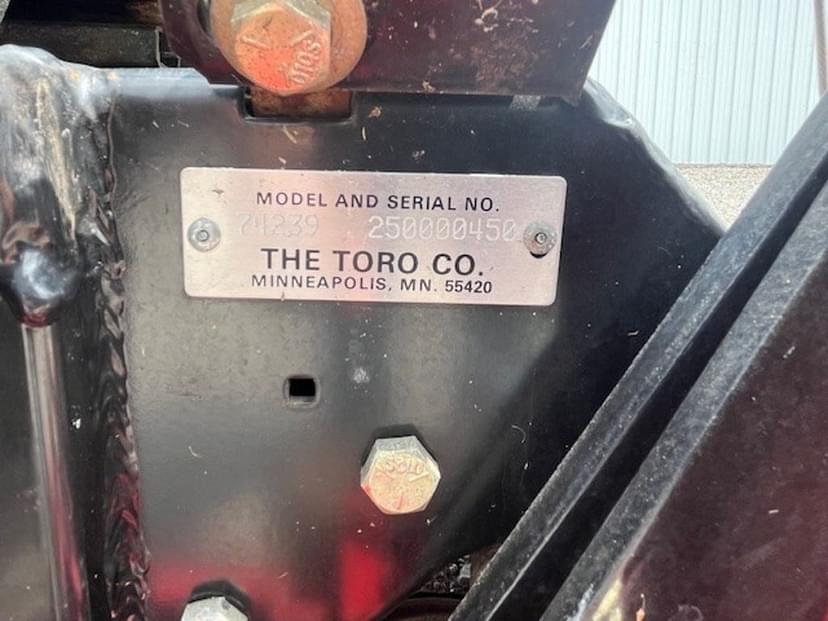 MODEL AND SERIAL NO.
74239 250000450
THE TORO CO.
MINNEAPOLIS, MN. 55420